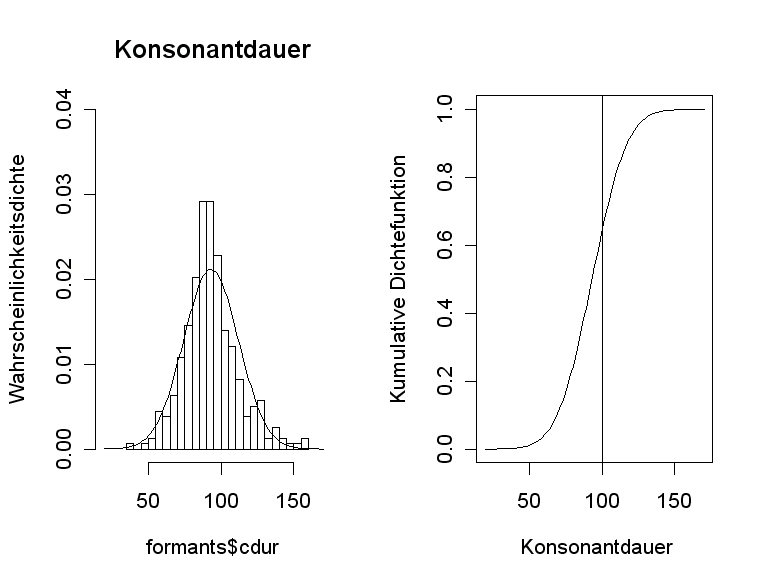 Konsonantdauer
Wahrscheinlichkeitsdichte
0.04
0.03
0.02
0.01
0.00
50 100 150
formants$cdur
Kumulative Dichtefunktion
1.0
0.8
0.6
0.4
0.2
0.0
50 100 150
Konsonantdauer